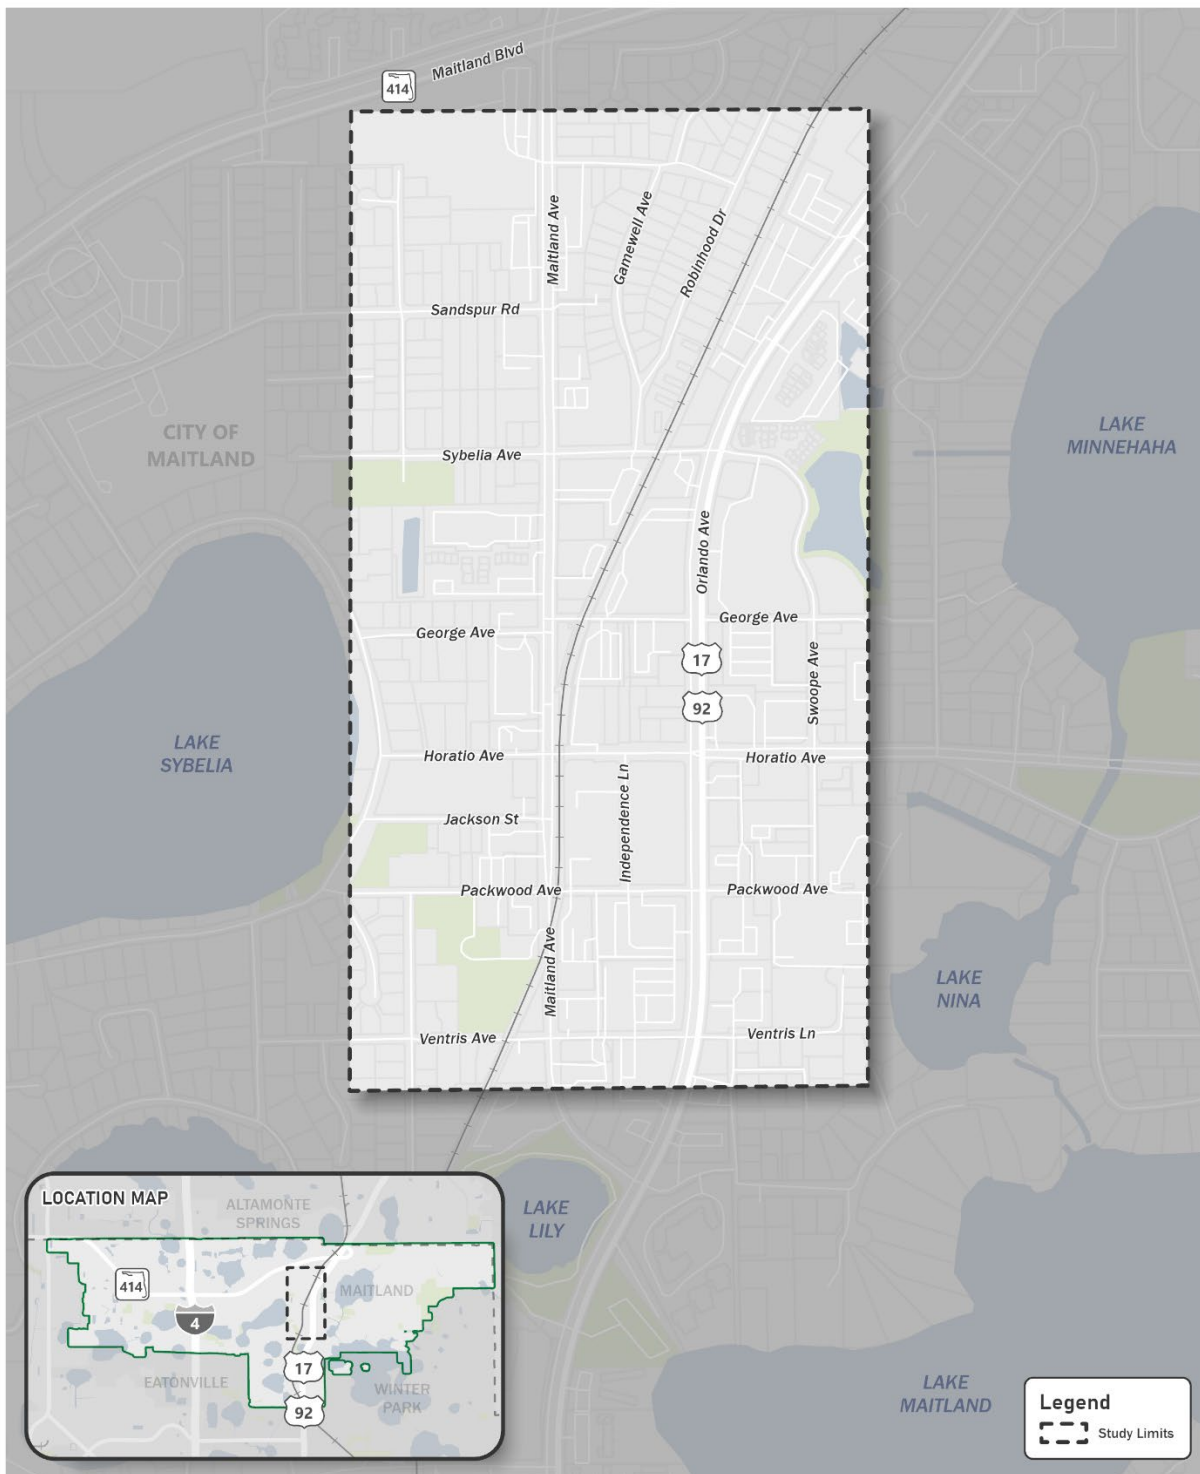 Maitland Blvd
414
Maitland Ave
Gamewell Ave
Robinhood Dr
Sandspur Rd
CITY OF
MAITLAND
LAKE
MINNEHAHA
Sybelia Ave
Orlando Ave
George Ave
George Ave
17
Swoope Ave
92
LAKE
SYBELIA
Horatio Ave
Horatio Ave
Independence Ln
Jackson St
Packwood Ave
Packwood Ave
Maitland Ave
LAKE
NINA
Ventris Ave
Ventris Ln
LOCATION MAP
ALTAMONTE
SPRINGS
414
MAITLAND
4
17
EATONVILLE
WINTER
PARK
92
LAKE
LILY
LAKE
MAITLAND
Legend
Study Limits